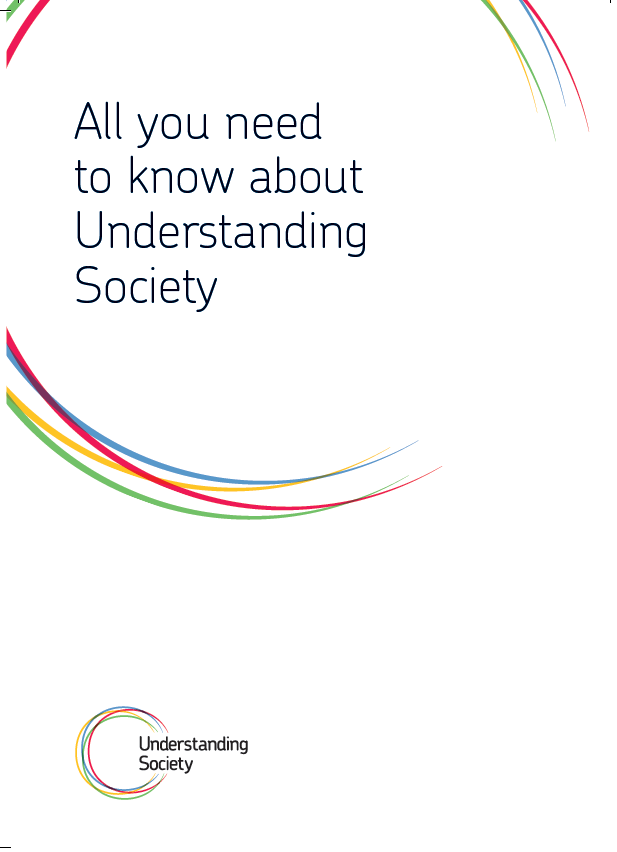 All you need
to know about
Understanding
Society
Understanding
Society